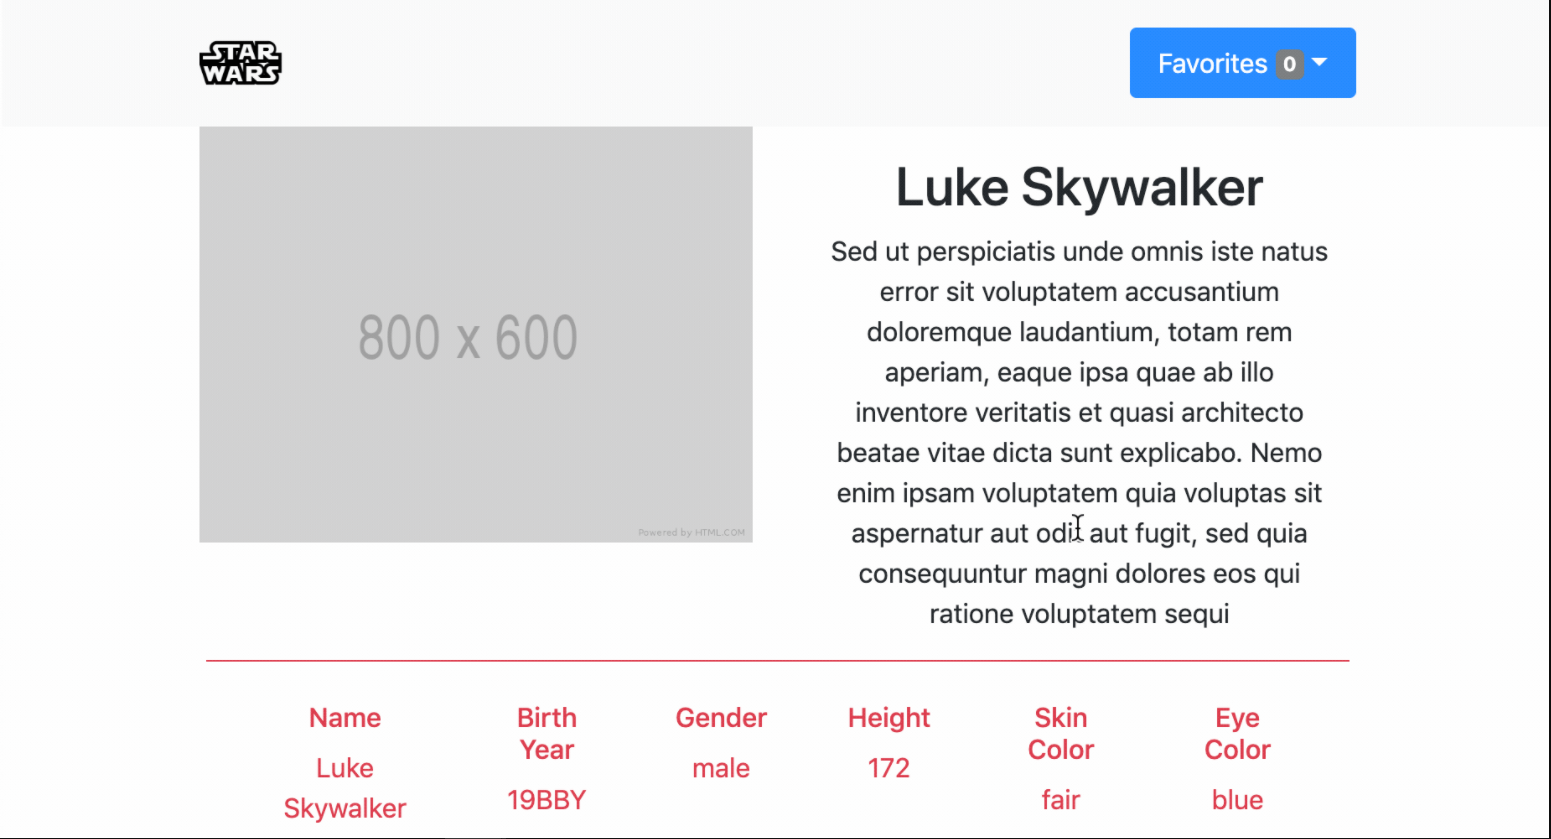 STAR
WARS
Favorites 0
800 x 600
Powered by HTML.COM
Luke Skywalker
Sed ut perspiciatis unde omnis iste natus
error sit voluptatem accusantium
doloremque laudantium, totam rem
aperiam, eaque ipsa quae ab illo
inventore veritatis et quasi architecto
beatae vitae dicta sunt explicabo. Nemo
enim ipsam voluptatem quia voluptas sit
aspernatur aut odit aut fugit, sed quia
consequuntur magni dolores eos qui
ratione voluptatem sequi
Name
Luke
Skywalker
Birth
Year
19BBY
Gender
male
Height
172
Skin
Color
fair
Eye
Color
blue